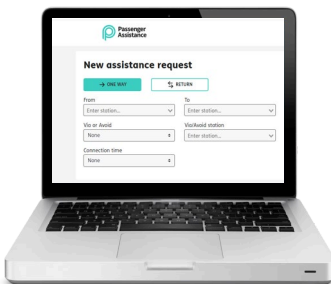 Passenger
Assistance
New assistance request
→ ONE WAY
RETURN
From
To
Enter station...
Enter station...
Via or Avoid
Via/Avoid station
None
Enter station...
Connection time
None